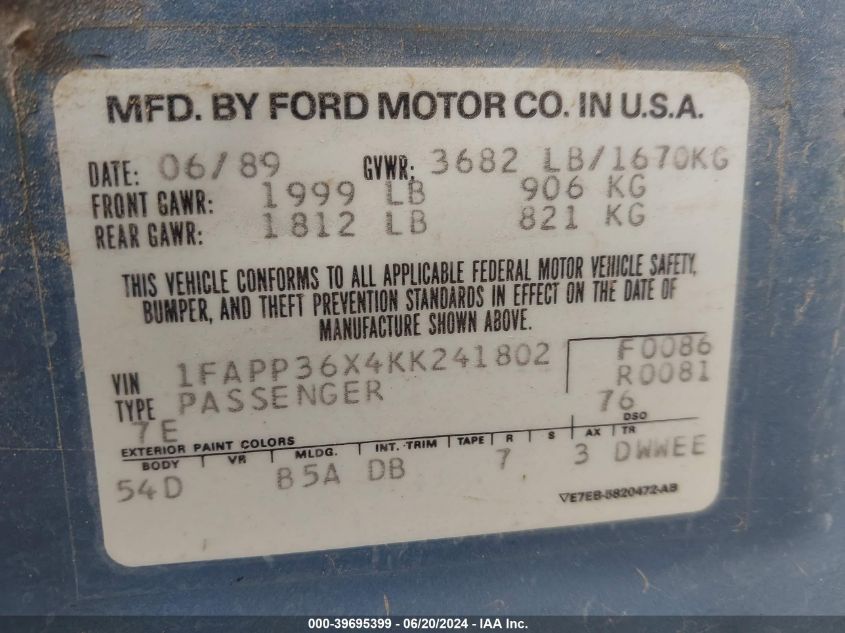 MFD. BY FORD MOTOR CO. IN U.S.A.
DATE: 06/89 GVWR: 3682 LB/1670KG
FRONT GAWR: 1999 LB 906 KG
REAR GAWR: 1812 LB 821 KG
THIS VEHICLE CONFORMS TO ALL APPLICABLE FEDERAL MOTOR VEHICLE SAFETY,
BUMPER, AND THEFT PREVENTION STANDARDS IN EFFECT ON THE DATE OF
MANUFACTURE SHOWN ABOVE.
VIN 1FAPP36X4KK241802 F0086
TYPE PASSENGER R0081
7E 76
EXTERIOR PAINT COLORS DSO
BODY VR MLDG. INT. TRIM TAPE R S AX TR
54D B5A DB 7 3 DWWEE
VE7EB-5820472-AB
000-39695399 / 06/20/2024 - IAA Inc.